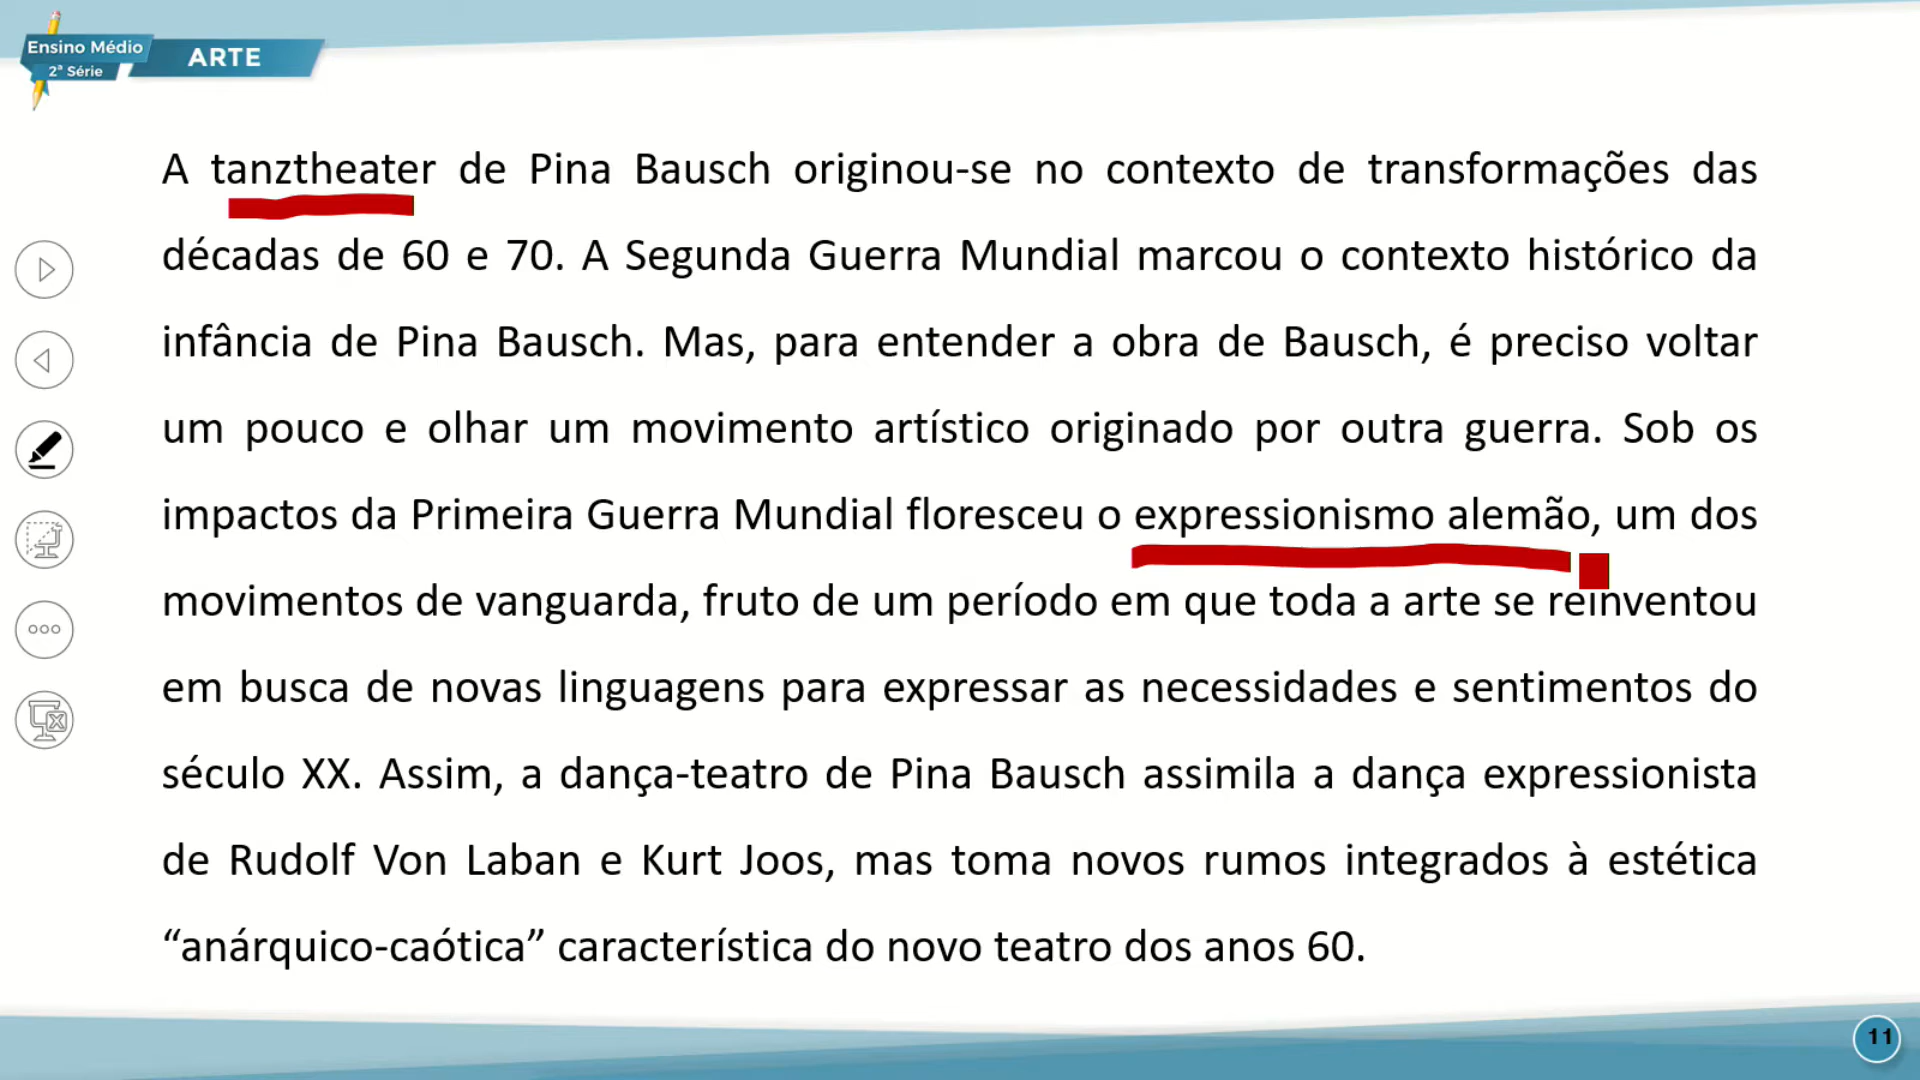 Ensino Médio
2ª Série
ARTE
A tanztheater de Pina Bausch originou-se no contexto de transformações das
décadas de 60 e 70. A Segunda Guerra Mundial marcou o contexto histórico da
infância de Pina Bausch. Mas, para entender a obra de Bausch, é preciso voltar
um pouco e olhar um movimento artístico originado por outra guerra. Sob os
impactos da Primeira Guerra Mundial floresceu o expressionismo alemão, um dos
movimentos de vanguarda, fruto de um período em que toda a arte se reinventou
em busca de novas linguagens para expressar as necessidades e sentimentos do
século XX. Assim, a dança-teatro de Pina Bausch assimila a dança expressionista
de Rudolf Von Laban e Kurt Joos, mas toma novos rumos integrados à estética
“anárquico-caótica” característica do novo teatro dos anos 60.
11